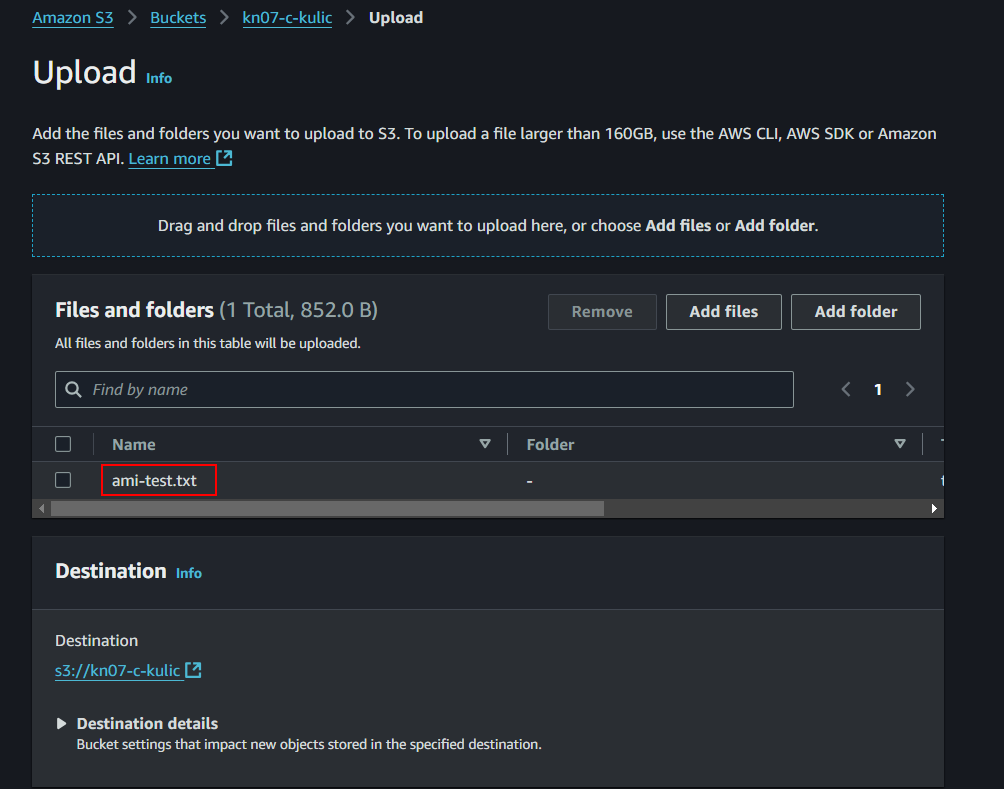 Amazon S3 > Buckets > kn07-c-kulic > Upload
Upload Info
Add the files and folders you want to upload to S3. To upload a file larger than 160GB, use the AWS CLI, AWS SDK or Amazon
S3 REST API. Learn more
Drag and drop files and folders you want to upload here, or choose Add files or Add folder.
Files and folders (1 Total, 852.0 B)
Remove
Add files
Add folder
All files and folders in this table will be uploaded.
Find by name
1
Name
Folder
ami-test.txt
-
Destination Info
Destination
s3://kn07-c-kulic
Destination details
Bucket settings that impact new objects stored in the specified destination.